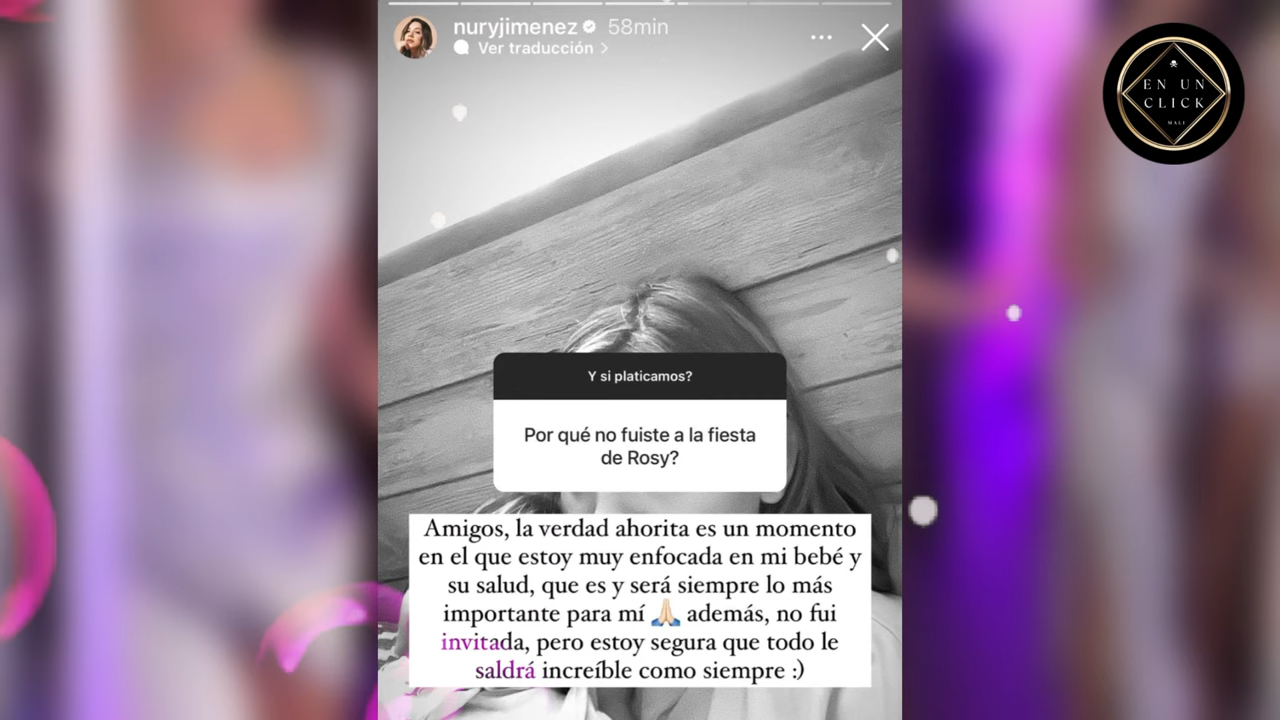 nuryjimenez 58min
Ver traducción >
EN UN
CLICK
MALI
Y si platicamos?
Por qué no fuiste a la fiesta
de Rosy?
Amigos, la verdad ahorita es un momento
en el que estoy muy enfocada en mi bebé y
su salud, que es y será siempre lo más
importante para mí 🙏🏻 además, no fui
invitada, pero estoy segura que todo le
saldrá increíble como siempre :)